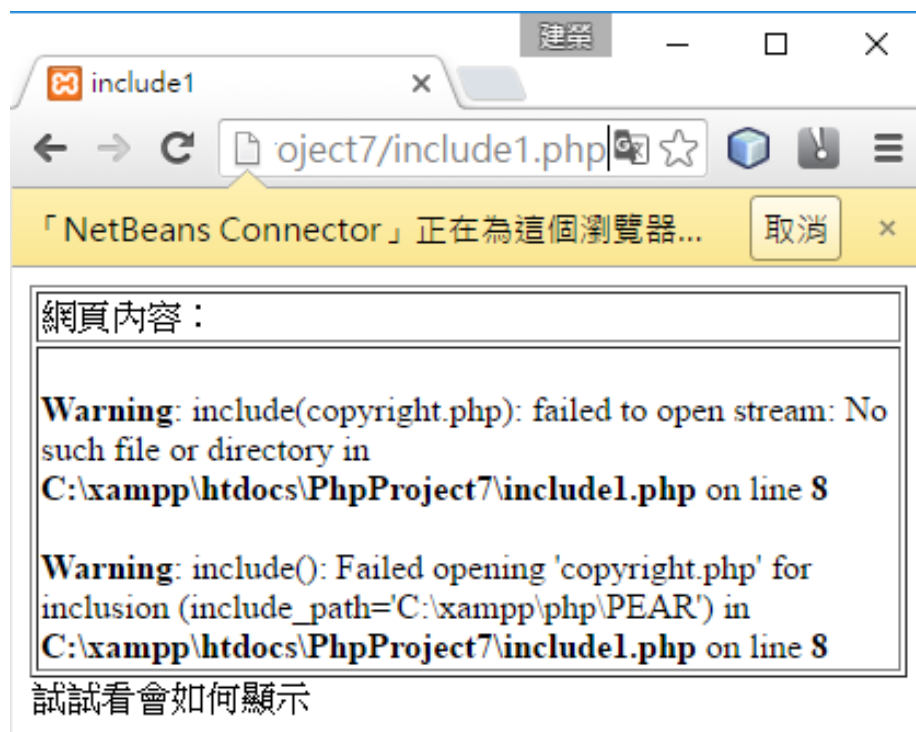 建榮
include1
roject7/include1.php
「NetBeans Connector」正在為這個瀏覽器... 取消
網頁內容：
Warning: include(copyright.php): failed to open stream: No
such file or directory in
C:\xampp\htdocs\PhpProject7\include1.php on line 8
Warning: include(): Failed opening 'copyright.php' for
inclusion (include_path='C:\xampp\php\PEAR') in
C:\xampp\htdocs\PhpProject7\include1.php on line 8
試試看會如何顯示